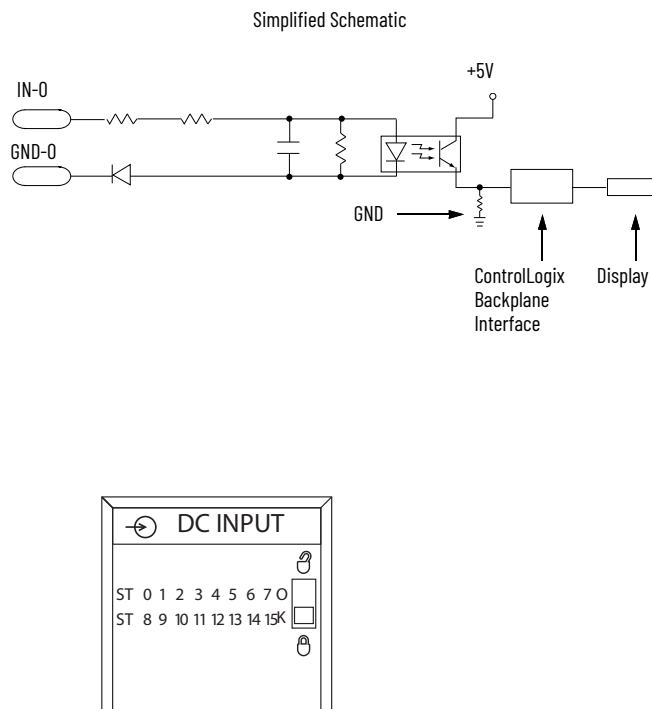 Simplified Schematic
+5V
IN-0
GND-0
GND
ControlLogix
Backplane
Interface
Display
DC INPUT
ST 0 1 2 3 4 5 6 7 O
ST 8 9 10 11 12 13 14 15 K